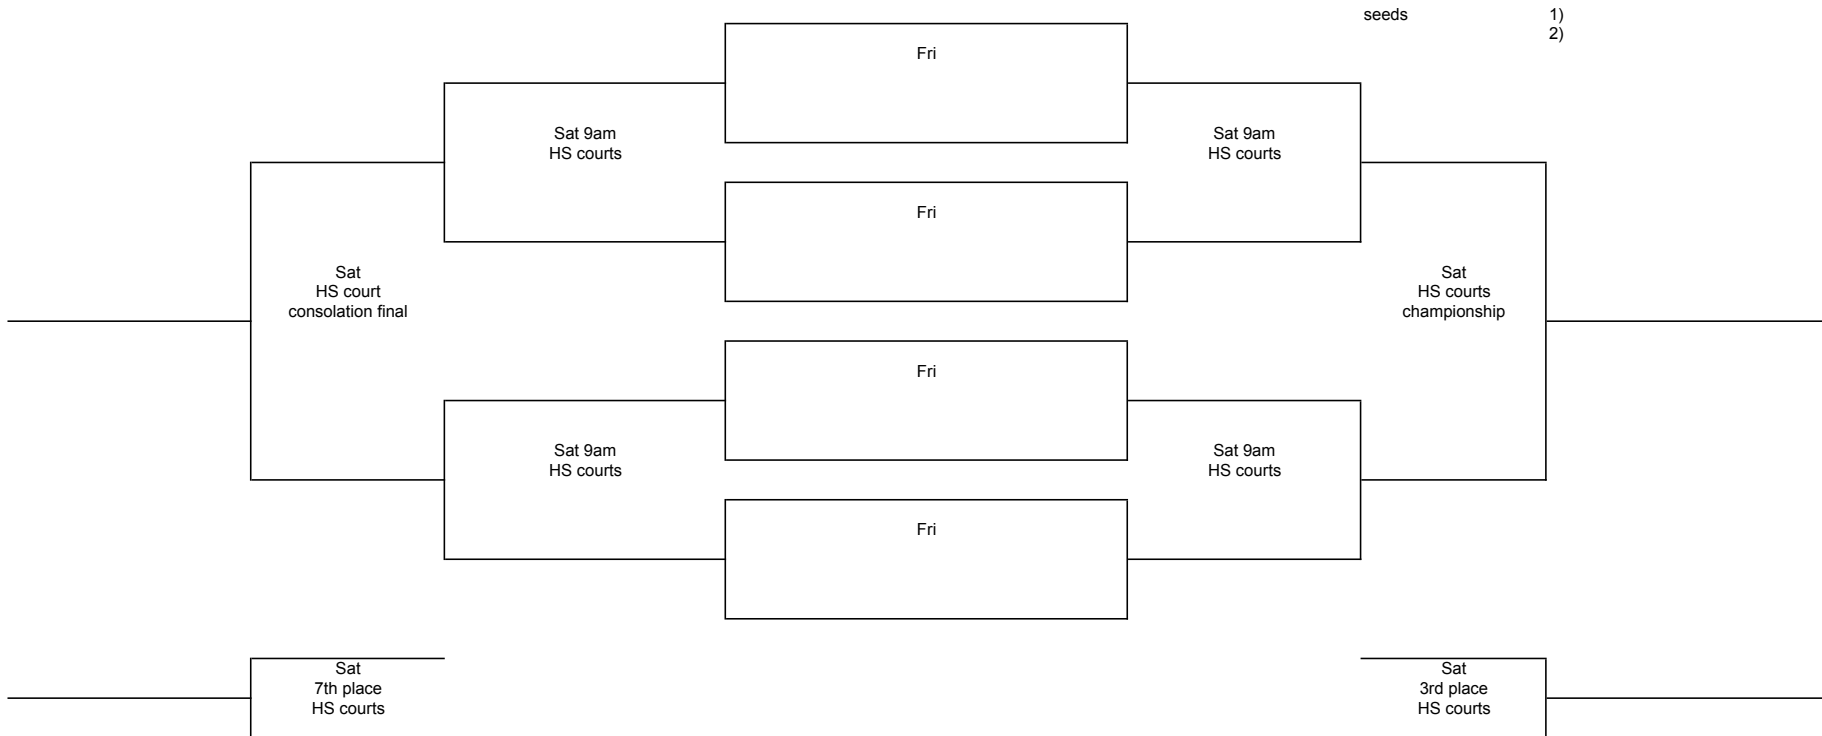 seeds 1)
2)
Fri
Sat 9am
HS courts
Sat 9am
HS courts
Fri
Sat
HS court
consolation final
Sat
HS courts
championship
Fri
Sat 9am
HS courts
Sat 9am
HS courts
Fri
Sat
7th place
HS courts
Sat
3rd place
HS courts